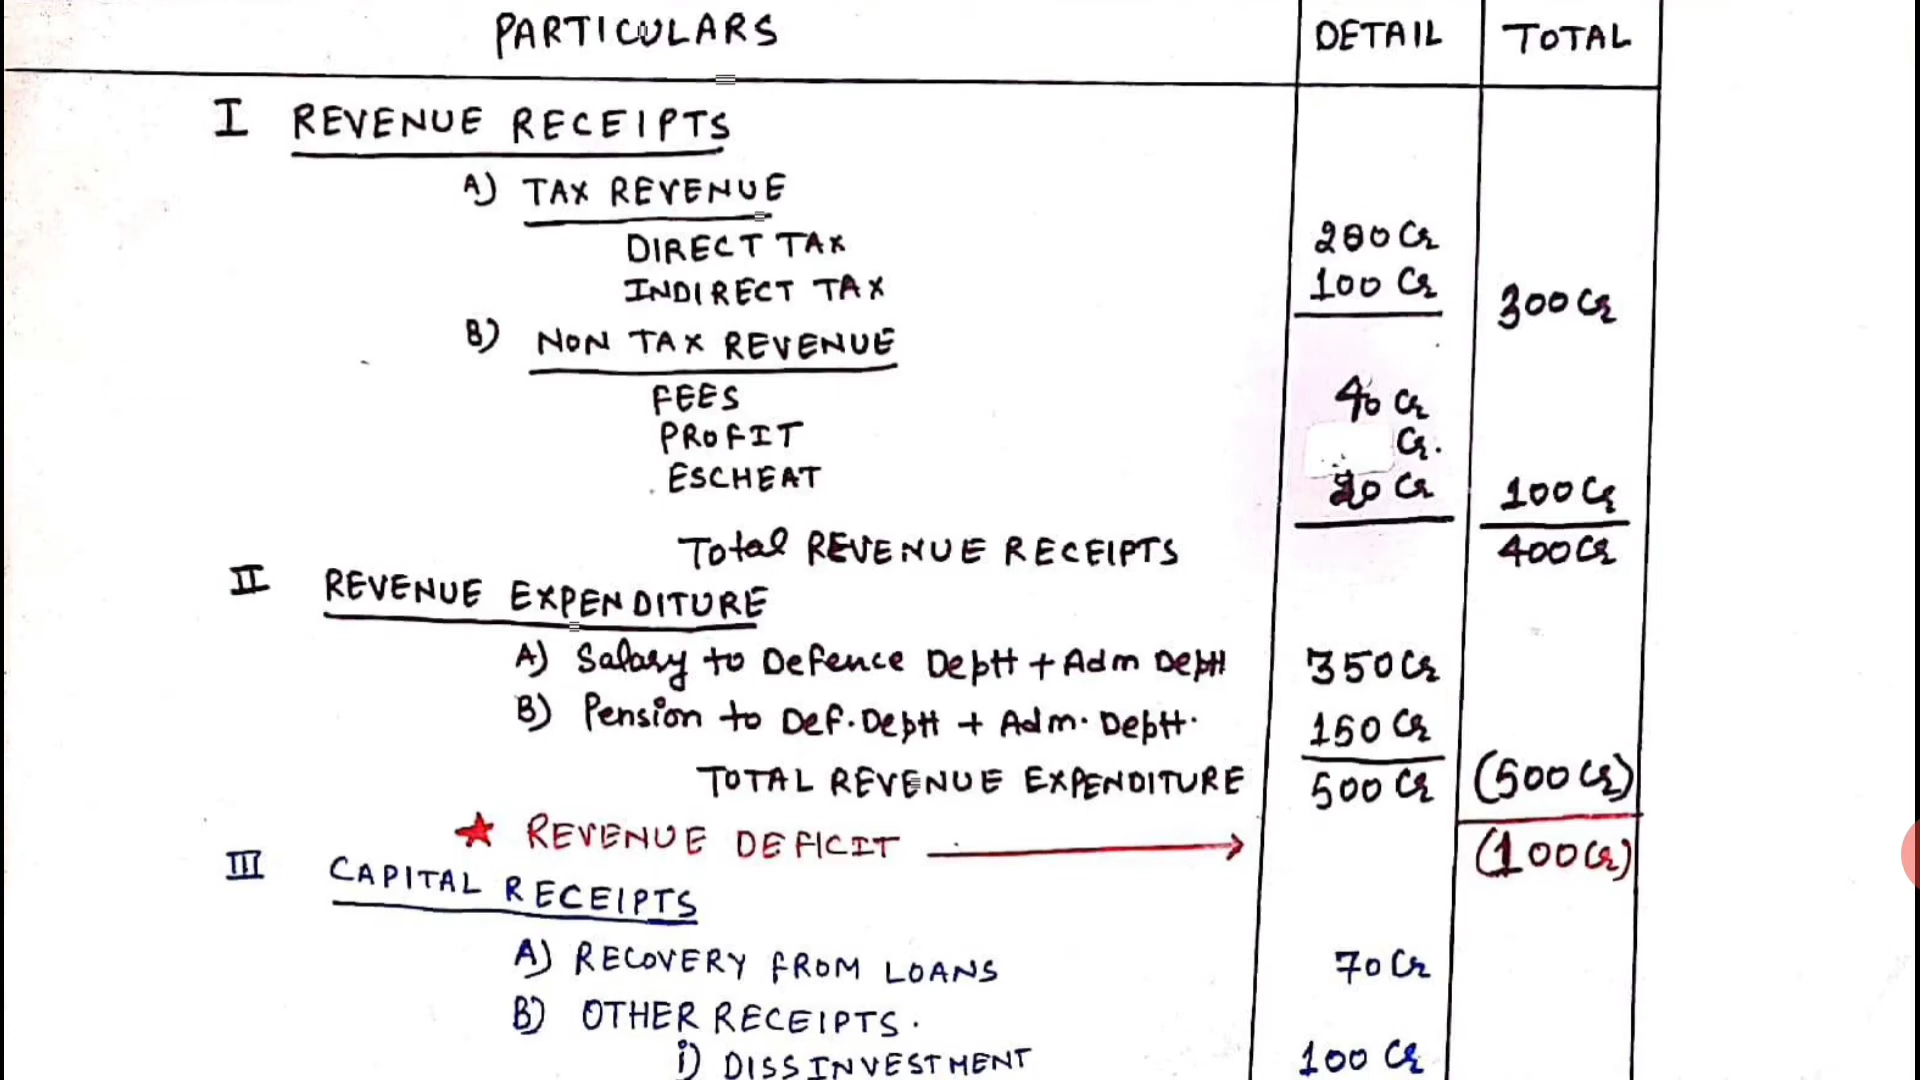 PARTICULARS DETAIL TOTAL
I REVENUE RECEIPTS
A) TAX REVENUE
DIRECT TAX 200 Cr
INDIRECT TAX 100 Cr 300 Cr
B) NON TAX REVENUE
FEES 40 Cr
PROFIT Cr.
ESCHEAT 20 Cr 100 Cr
Total REVENUE RECEIPTS 400 Cr
II REVENUE EXPENDITURE
A) Salary to Defence Deptt + Adm Deptt 350 Cr
B) Pension to Def. Deptt + Adm. Deptt. 150 Cr
TOTAL REVENUE EXPENDITURE 500 Cr (500 Cr)
★ REVENUE DEFICIT → (100 Cr)
III CAPITAL RECEIPTS
A) RECOVERY FROM LOANS 70 Cr
B) OTHER RECEIPTS.
i) DISSINVESTMENT 100 Cr